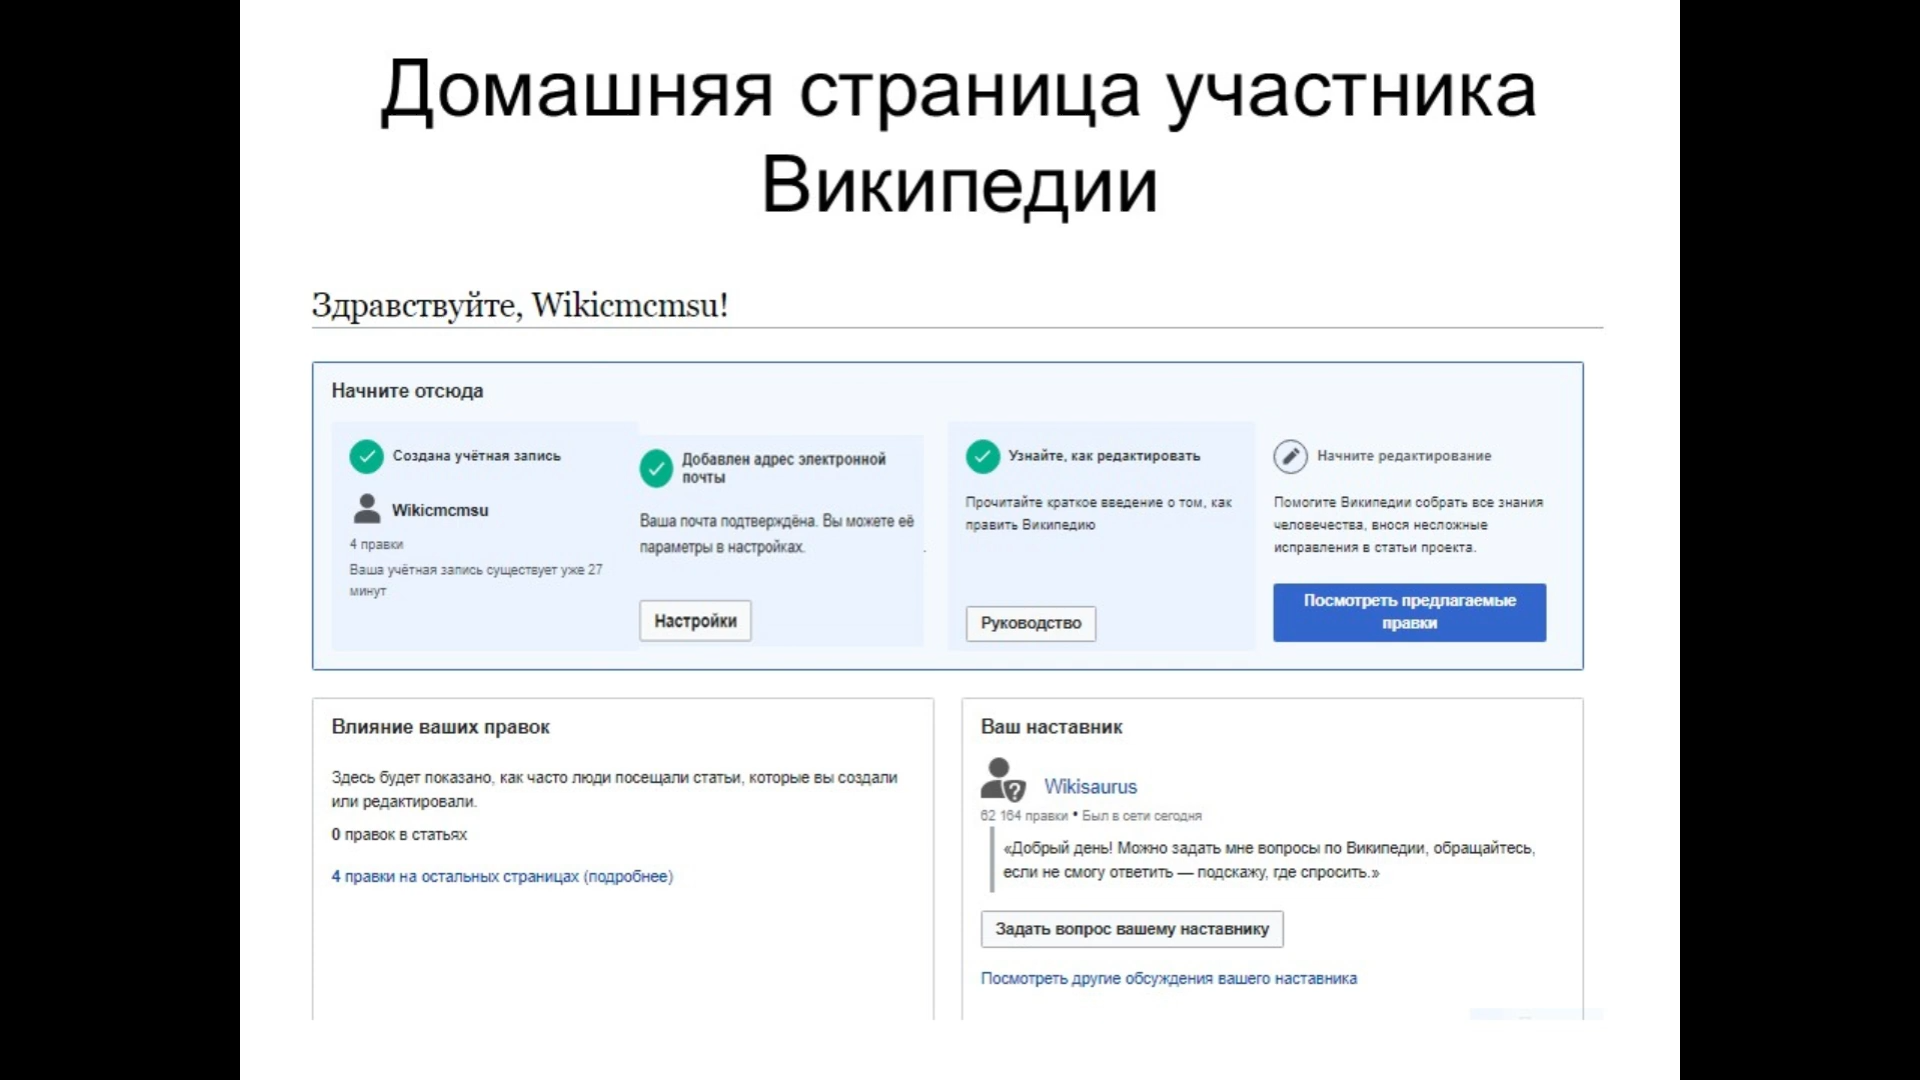 Домашняя страница участника
Википедии
Здравствуйте, Wikicmcmsu!
Начните отсюда
Создана учётная запись
Wikicmcmsu
4 правки
Ваша учётная запись существует уже 27
минут
Добавлен адрес электронной
почты
Ваша почта подтверждёна. Вы можете её
параметры в настройках.
Настройки
Узнайте, как редактировать
Прочитайте краткое введение о том, как
править Википедию
Руководство
Начните редактирование
Помогите Википедии собрать все знания
человечества, внося несложные
исправления в статьи проекта.
Посмотреть предлагаемые
правки
Влияние ваших правок
Здесь будет показано, как часто люди посещали статьи, которые вы создали
или редактировали.
0 правок в статьях
4 правки на остальных страницах (подробнее)
Ваш наставник
Wikisaurus
62 164 правки • Был в сети сегодня
«Добрый день! Можно задать мне вопросы по Википедии, обращайтесь,
если не смогу ответить — подскажу, где спросить.»
Задать вопрос вашему наставнику
Посмотреть другие обсуждения вашего наставника